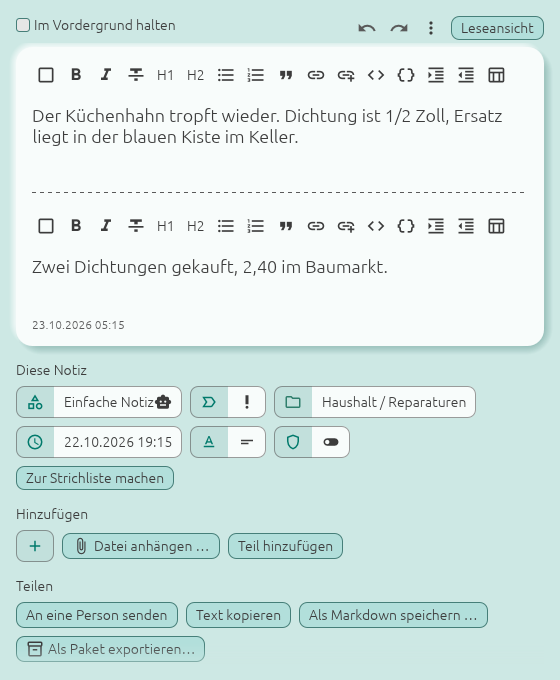 Im Vordergrund halten
Leseansicht
B I H1 H2
Der Küchenhahn tropft wieder. Dichtung ist 1/2 Zoll, Ersatz
liegt in der blauen Kiste im Keller.
B I H1 H2
Zwei Dichtungen gekauft, 2,40 im Baumarkt.
23.10.2026 05:15
Diese Notiz
Einfache Notiz
Haushalt / Reparaturen
22.10.2026 19:15
Zur Strichliste machen
Hinzufügen
Datei anhängen … Teil hinzufügen
Teilen
An eine Person senden Text kopieren Als Markdown speichern …
Als Paket exportieren…